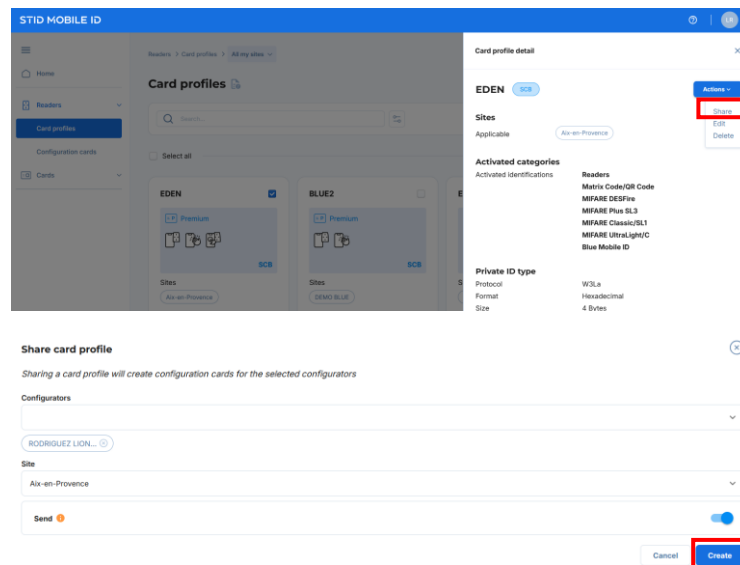 STID MOBILE ID
LR
Readers > Card profiles > All my sites
Home
Readers
Card profiles
Configuration cards
Cards
Card profiles
Search...
Select all
EDEN
Premium
SCB
Sites
Aix-en-Provence
BLUE2
Premium
SCB
Sites
DEMO BLUE
E
S
Card profile detail
EDEN SCB
Actions
Share
Edit
Delete
Sites
Applicable Aix-en-Provence
Activated categories
Activated identifications Readers
Matrix Code/QR Code
MIFARE DESFire
MIFARE Plus SL3
MIFARE Classic/SL1
MIFARE UltraLight/C
Blue Mobile ID
Private ID type
Protocol W3La
Format Hexadecimal
Size 4 Bytes
Share card profile
Sharing a card profile will create configuration cards for the selected configurators
Configurators
RODRIGUEZ LION...
Site
Aix-en-Provence
Send
Cancel Create